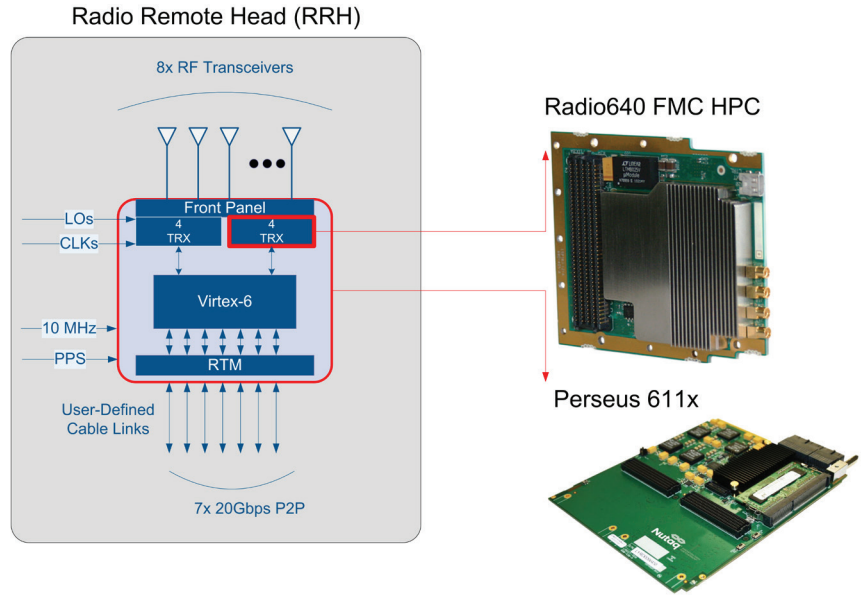 Radio Remote Head (RRH)
8x RF Transceivers
Radio640 FMC HPC
Front Panel
LOs
4
TRX
4
TRX
CLKs
Virtex-6
10 MHz
PPS
RTM
Perseus 611x
User-Defined
Cable Links
7x 20Gbps P2P
Nutaq